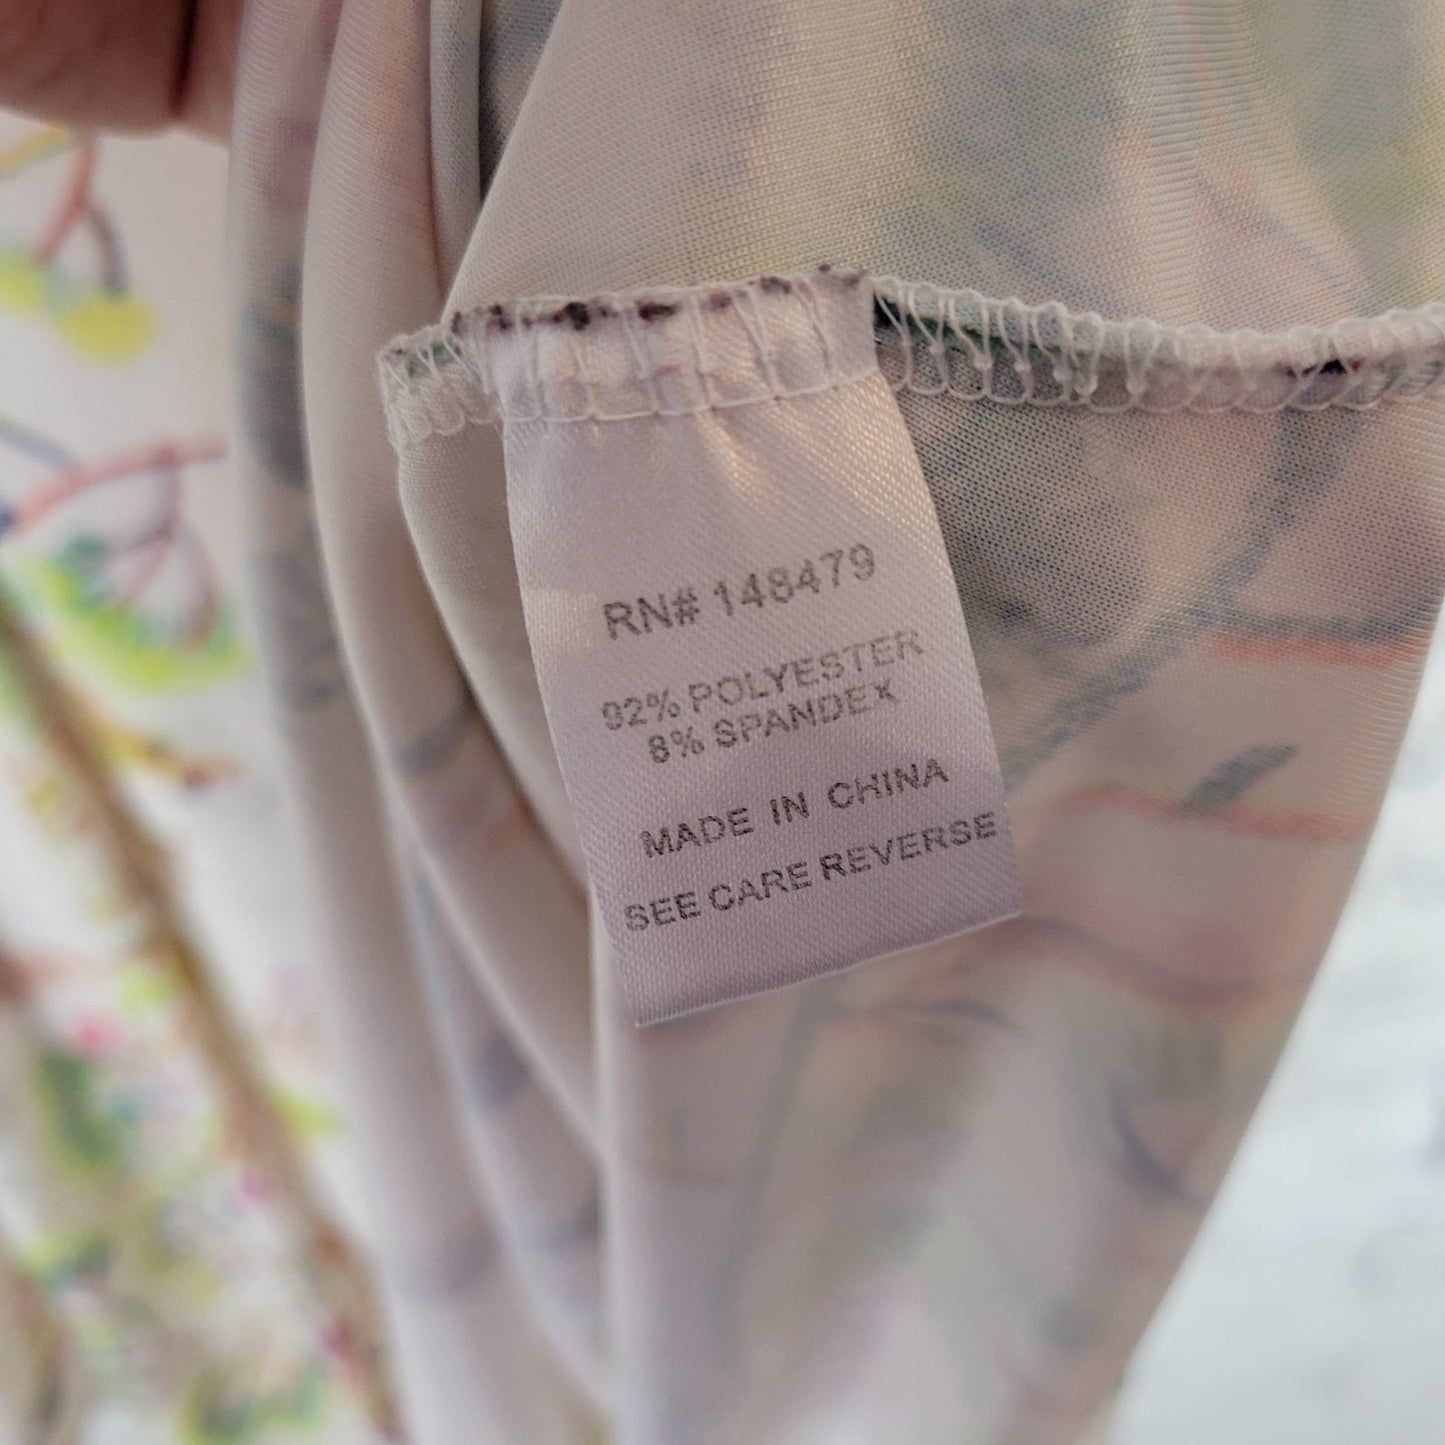 RN# 148479
92% POLYESTER
8% SPANDEX
MADE IN CHINA
SEE CARE REVERSE